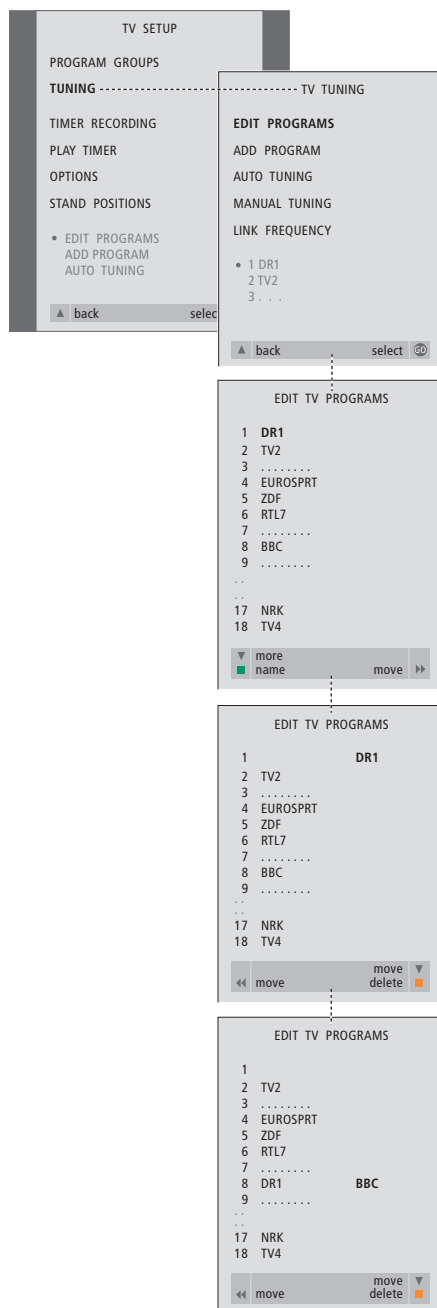 TV SETUP
PROGRAM GROUPS
TUNING
TIMER RECORDING
PLAY TIMER
OPTIONS
STAND POSITIONS
• EDIT PROGRAMS
ADD PROGRAM
AUTO TUNING
▲ back selec
TV TUNING
EDIT PROGRAMS
ADD PROGRAM
AUTO TUNING
MANUAL TUNING
LINK FREQUENCY
• 1 DR1
2 TV2
3 . . .
▲ back select GO
EDIT TV PROGRAMS
1 DR1
2 TV2
3 ........
4 EUROSPRT
5 ZDF
6 RTL7
7 ........
8 BBC
9 ........
. .
. .
17 NRK
18 TV4
▼ more
name move ▶▶
EDIT TV PROGRAMS
1 DR1
2 TV2
3 ........
4 EUROSPRT
5 ZDF
6 RTL7
7 ........
8 BBC
9 ........
. .
. .
17 NRK
18 TV4
move ▼
◀◀ move delete
EDIT TV PROGRAMS
1
2 TV2
3 ........
4 EUROSPRT
5 ZDF
6 RTL7
7 ........
8 DR1 BBC
9 ........
. .
. .
17 NRK
18 TV4
move ▼
◀◀ move delete